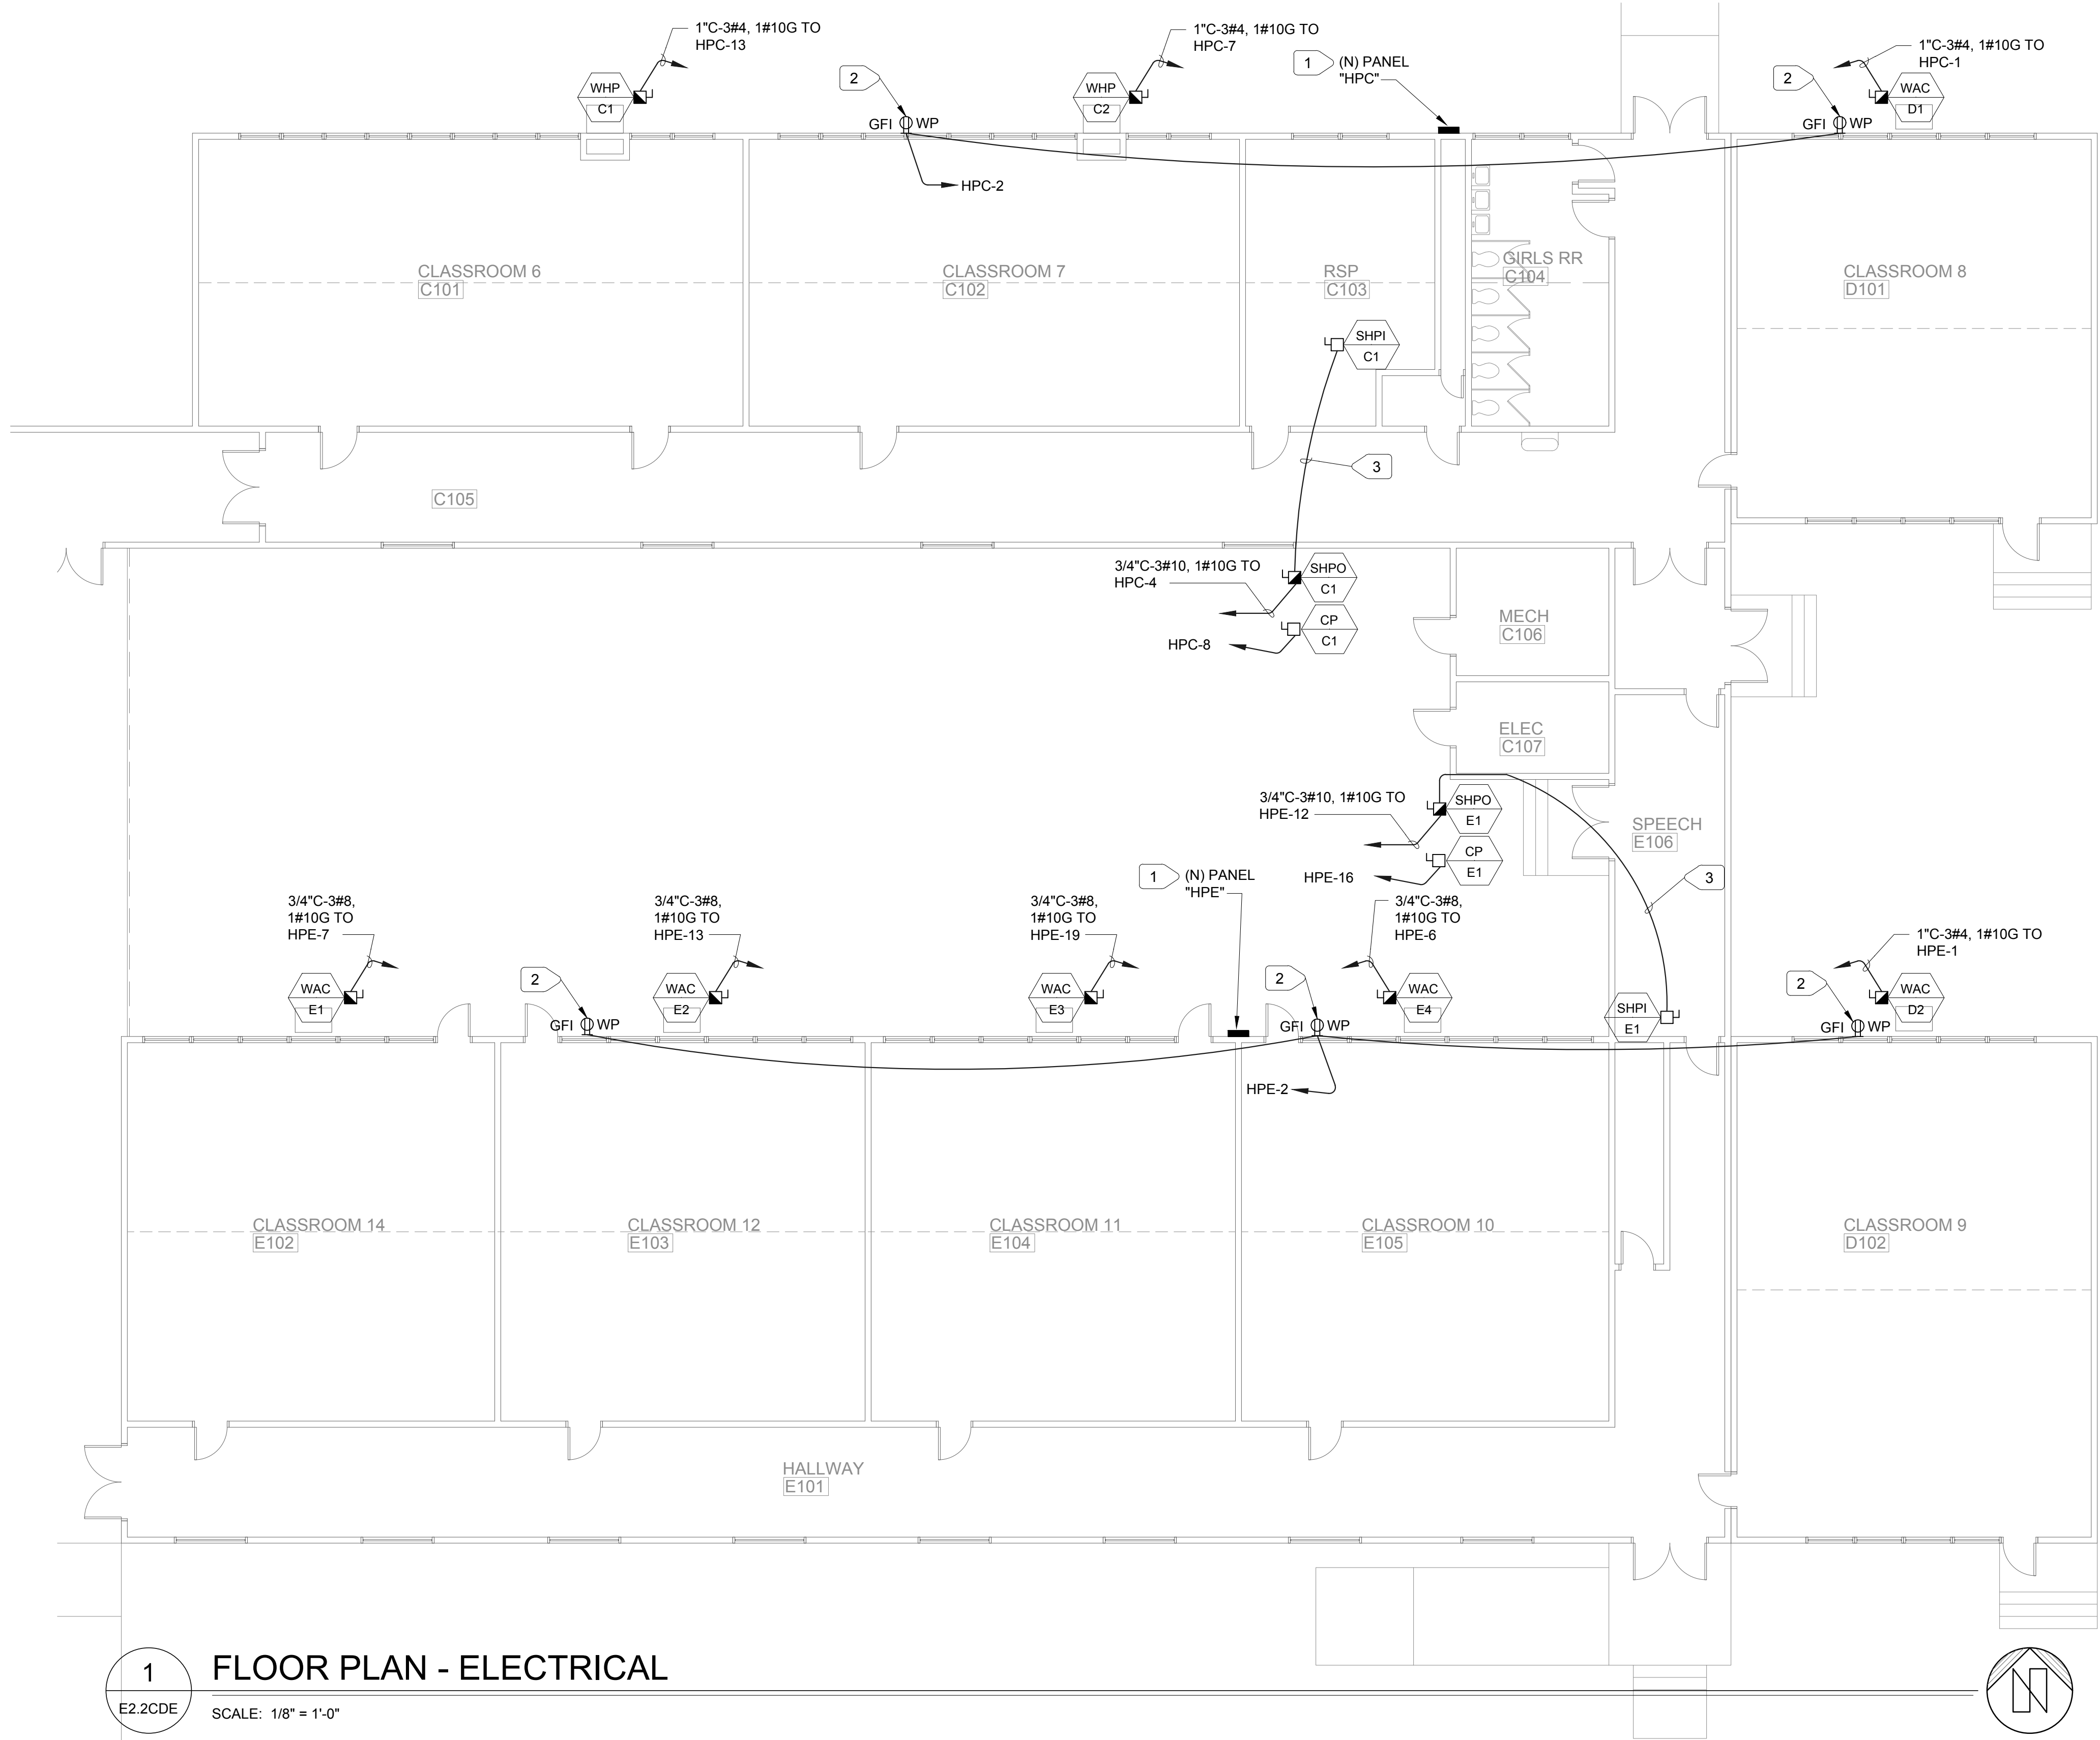 1"C-3#4, 1#10G TO
HPC-13
WHP
C1
2
GFI
WP
HPC-2
1"C-3#4, 1#10G TO
HPC-7
WHP
C2
1
(N) PANEL
"HPC"
1"C-3#4, 1#10G TO
HPC-1
2
WAC
D1
GFI
WP
CLASSROOM 6
C101
CLASSROOM 7
C102
RSP
C103
GIRLS RR
C104
CLASSROOM 8
D101
SHPI
C1
3
C105
3/4"C-3#10, 1#10G TO
HPC-4
SHPO
C1
CP
C1
HPC-8
MECH
C106
ELEC
C107
3/4"C-3#10, 1#10G TO
HPE-12
SHPO
E1
CP
E1
HPE-16
SPEECH
E106
3
1
(N) PANEL
"HPE"
3/4"C-3#8,
1#10G TO
HPE-7
WAC
E1
2
GFI
WP
3/4"C-3#8,
1#10G TO
HPE-13
WAC
E2
3/4"C-3#8,
1#10G TO
HPE-19
WAC
E3
2
GFI
WP
3/4"C-3#8,
1#10G TO
HPE-6
WAC
E4
SHPI
E1
1"C-3#4, 1#10G TO
HPE-1
2
WAC
D2
GFI
WP
HPE-2
CLASSROOM 14
E102
CLASSROOM 12
E103
CLASSROOM 11
E104
CLASSROOM 10
E105
CLASSROOM 9
D102
HALLWAY
E101
1
E2.2CDE
FLOOR PLAN - ELECTRICAL
SCALE: 1/8" = 1'-0"
N